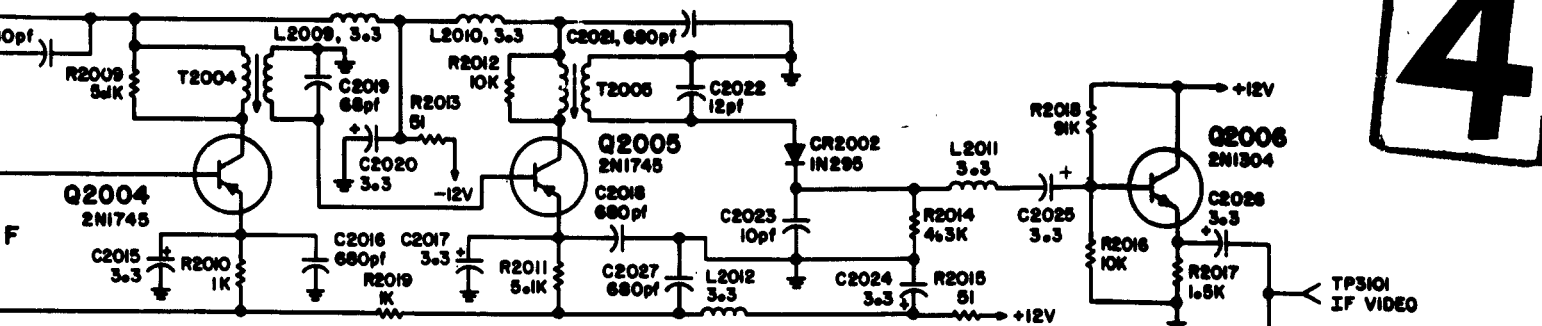 L2009, 3.3
L2010, 3.3
C2021, 680pf
R2009
5.1K
T2004
C2019
68pf
R2012
10K
T2005
C2022
12pf
R2013
51
C2020
3.3
-12V
Q2004
2N1745
Q2005
2N1745
CR2002
1N295
L2011
3.3
R2018
91K
+12V
Q2006
2N1304
4
F
C2015
3.3
R2010
1K
C2016
680pf
C2017
3.3
R2019
1K
R2011
5.1K
C2018
680pf
C2027
680pf
L2012
3.3
C2023
10pf
R2014
4.3K
C2024
3.3
R2015
51
+12V
C2025
3.3
R2016
10K
C2026
3.3
R2017
1.5K
TP3101
IF VIDEO